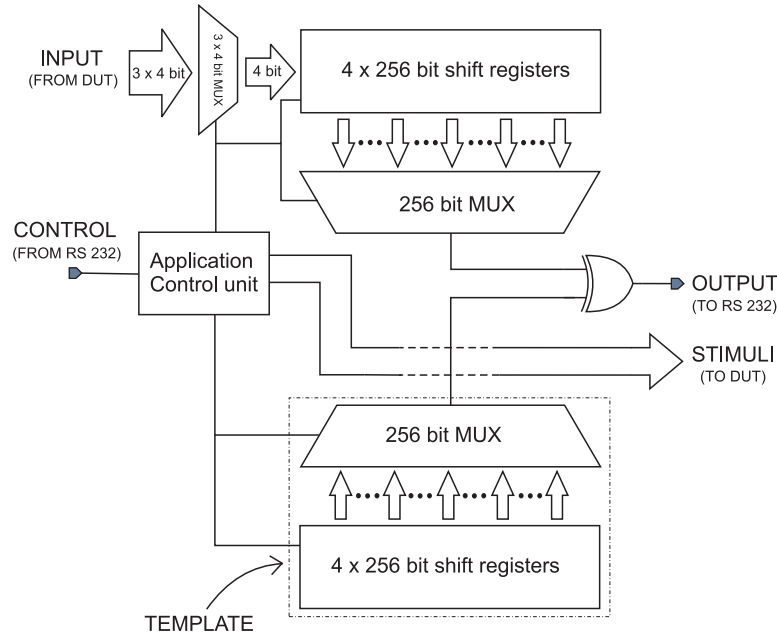 INPUT
(FROM DUT)
3 x 4 bit
3 x 4 bit MUX
4 bit
4 x 256 bit shift registers
256 bit MUX
CONTROL
(FROM RS 232)
Application
Control unit
OUTPUT
(TO RS 232)
STIMULI
(TO DUT)
256 bit MUX
4 x 256 bit shift registers
TEMPLATE